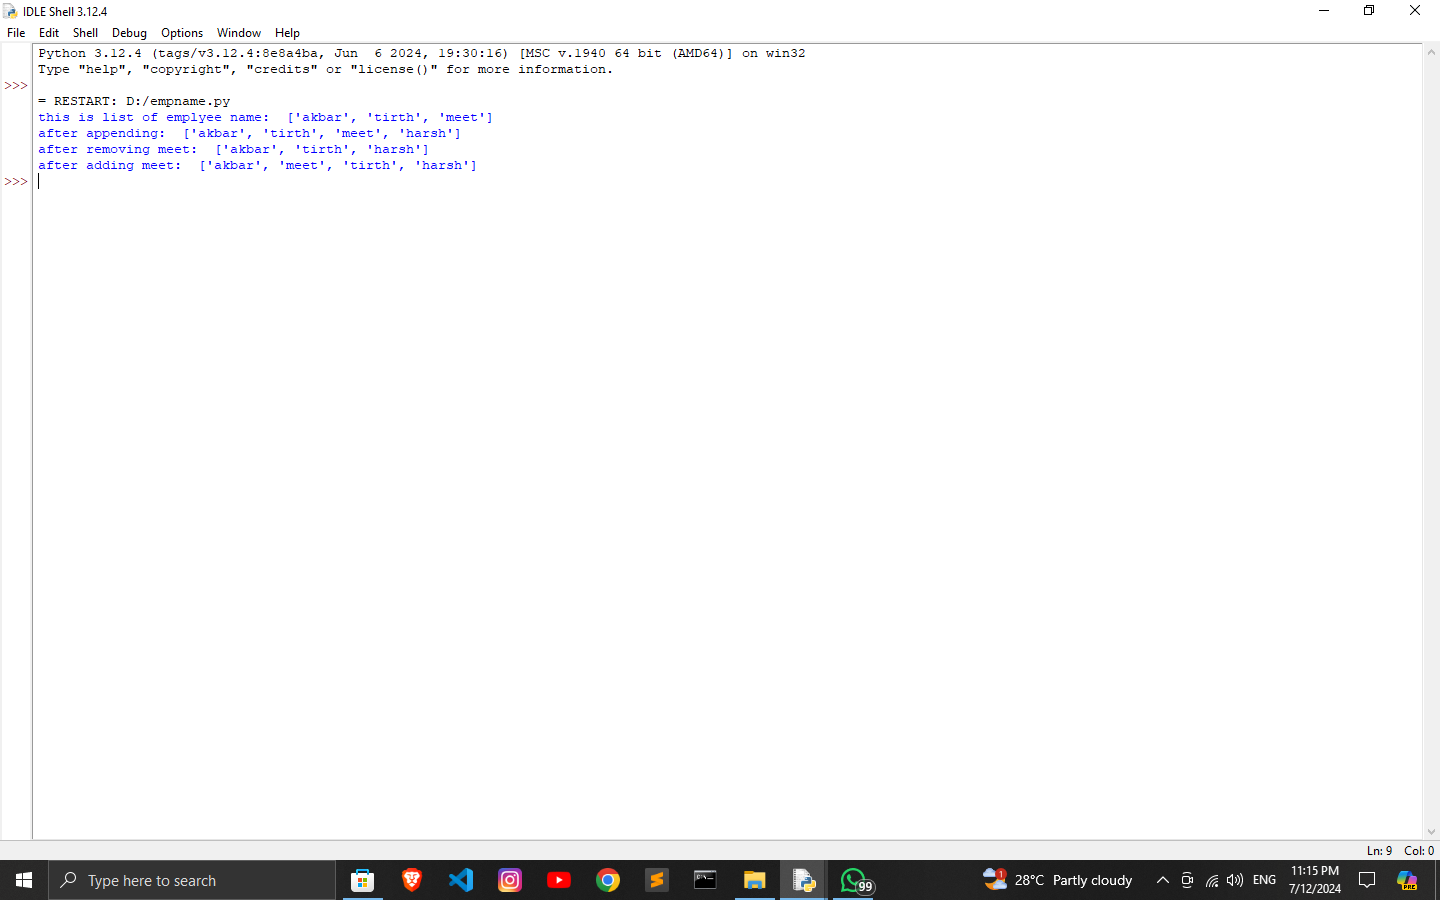 IDLE Shell 3.12.4
File Edit Shell Debug Options Window Help
Python 3.12.4 (tags/v3.12.4:8e8a4ba, Jun  6 2024, 19:30:16) [MSC v.1940 64 bit (AMD64)] on win32
Type "help", "copyright", "credits" or "license()" for more information.
>>>
= RESTART: D:/empname.py
this is list of emplyee name:  ['akbar', 'tirth', 'meet']
after appending:  ['akbar', 'tirth', 'meet', 'harsh']
after removing meet:  ['akbar', 'tirth', 'harsh']
after adding meet:  ['akbar', 'meet', 'tirth', 'harsh']
>>>
Ln: 9 Col: 0
Type here to search 99 1 28°C Partly cloudy ENG 11:15 PM
7/12/2024
PRE